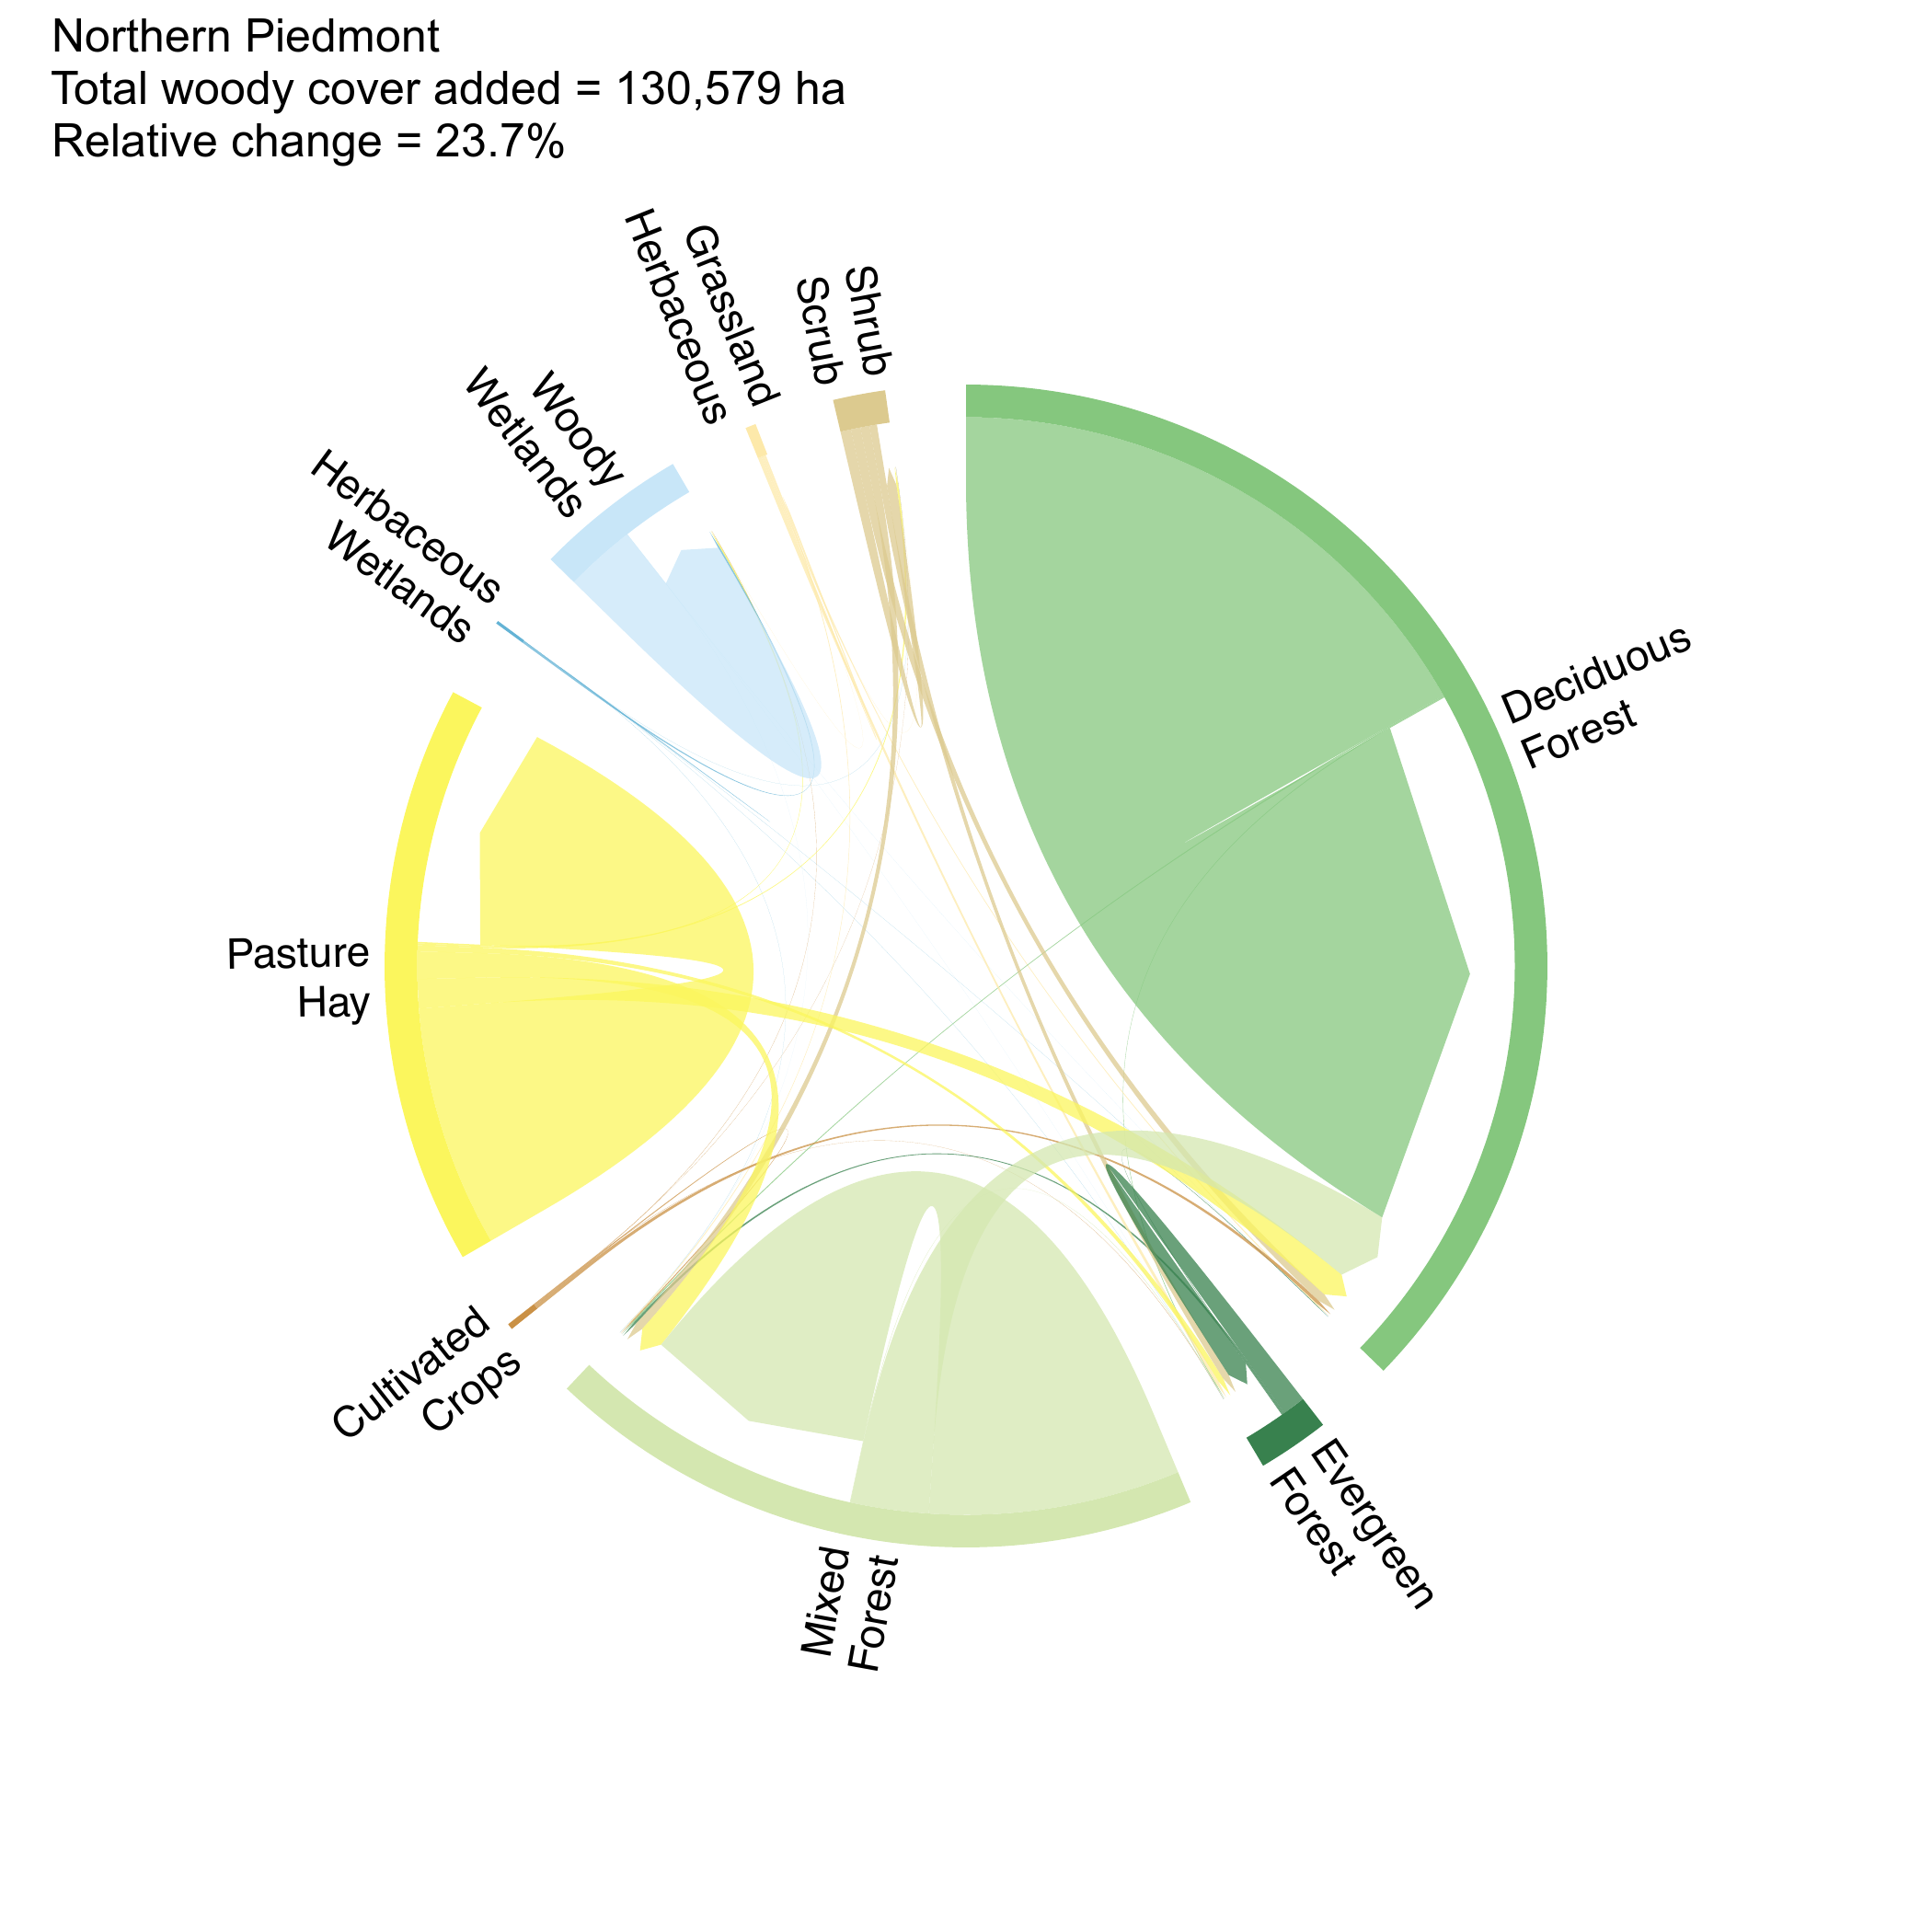 Northern Piedmont
Total woody cover added = 130,579 ha
Relative change = 23.7%
Shrub
Scrub
Grassland
Herbaceous
Woody
Wetlands
Herbaceous
Wetlands
Deciduous
Forest
Pasture
Hay
Cultivated
Crops
Evergreen
Forest
Mixed
Forest